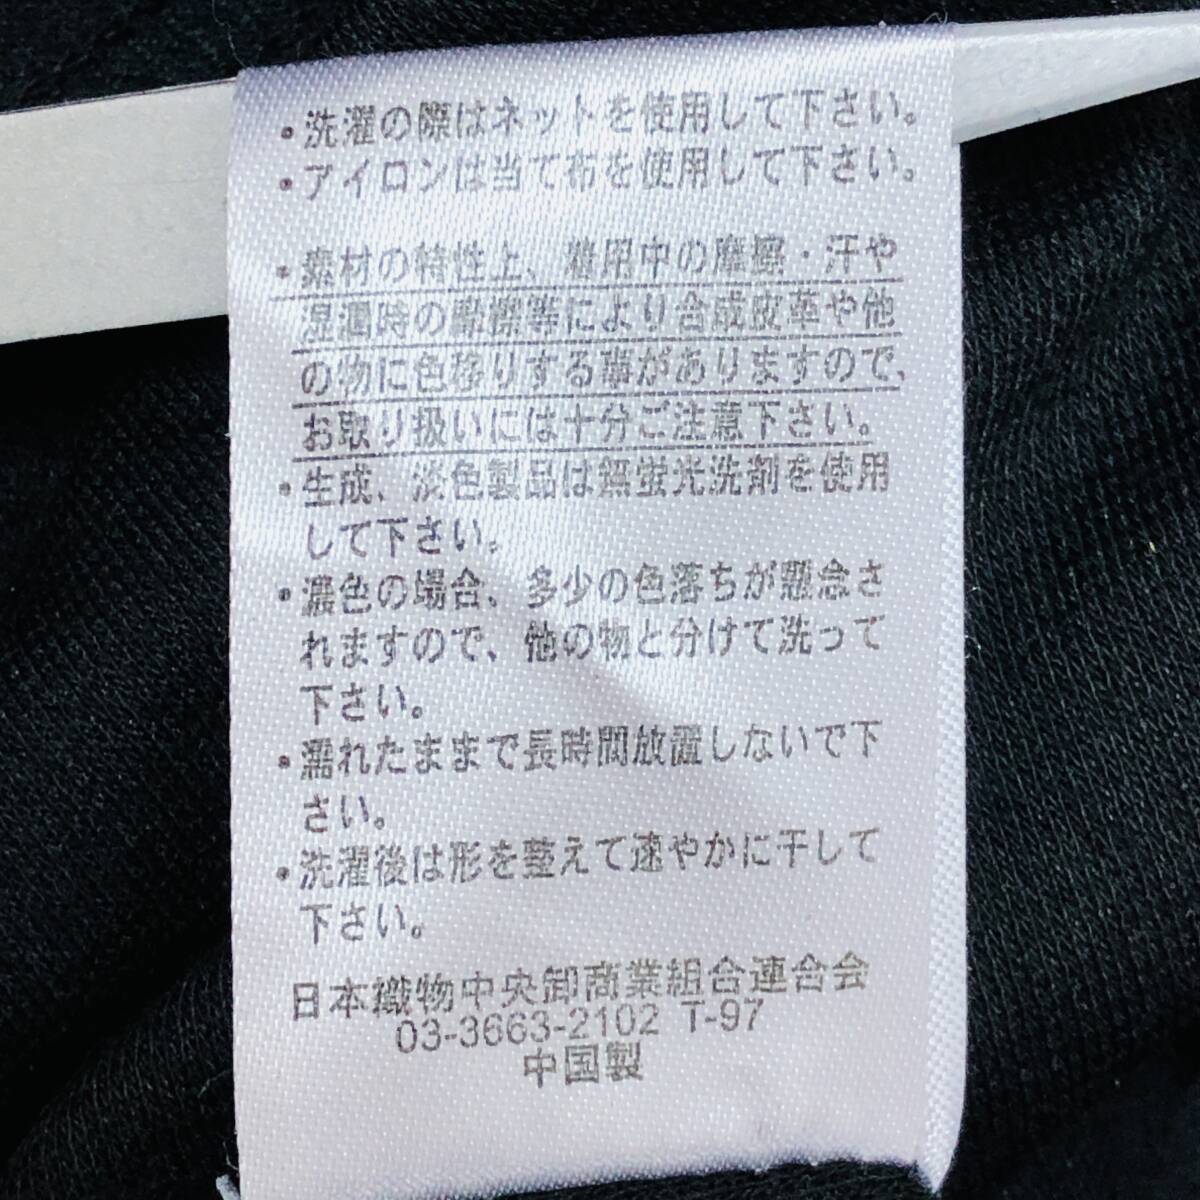 ・洗濯の際はネットを使用して下さい。
・アイロンは当て布を使用して下さい。
・素材の特性上、着用中の摩擦・汗や
湿潤時の摩擦等により合成皮革や他
の物に色移りする事がありますので、
お取り扱いには十分ご注意下さい。
・生成、淡色製品は無蛍光洗剤を使用
して下さい。
・濃色の場合、多少の色落ちが懸念さ
れますので、他の物と分けて洗って
下さい。
・濡れたままで長時間放置しないで下
さい。
・洗濯後は形を整えて速やかに干して
下さい。
日本織物中央卸商業組合連合会
03-3663-2102 T-97
中国製